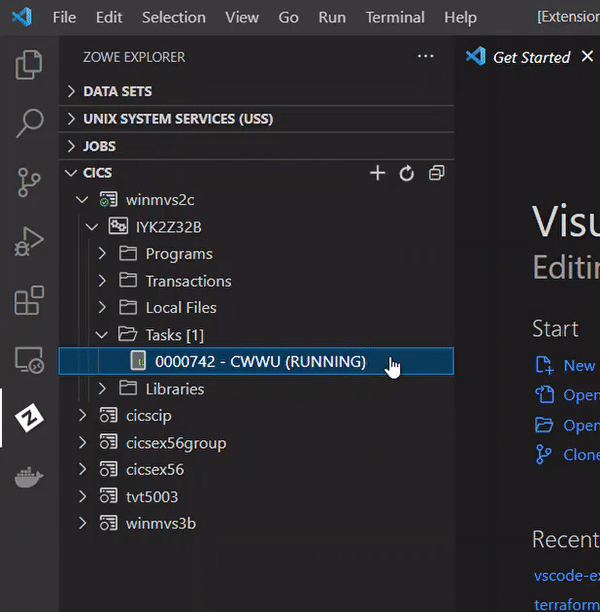 File Edit Selection View Go Run Terminal Help [Extension
ZOWE EXPLORER
Get Started
DATA SETS
UNIX SYSTEM SERVICES (USS)
JOBS
CICS
winmvs2c
IYK2Z32B
Programs
Transactions
Local Files
Tasks [1]
0000742 - CWWU (RUNNING)
Libraries
cicscip
cicsex56group
cicsex56
tvt5003
winmvs3b
Visu
Editi
Start
New
Open
Open
Clone
Recent
vscode-ex
terraform